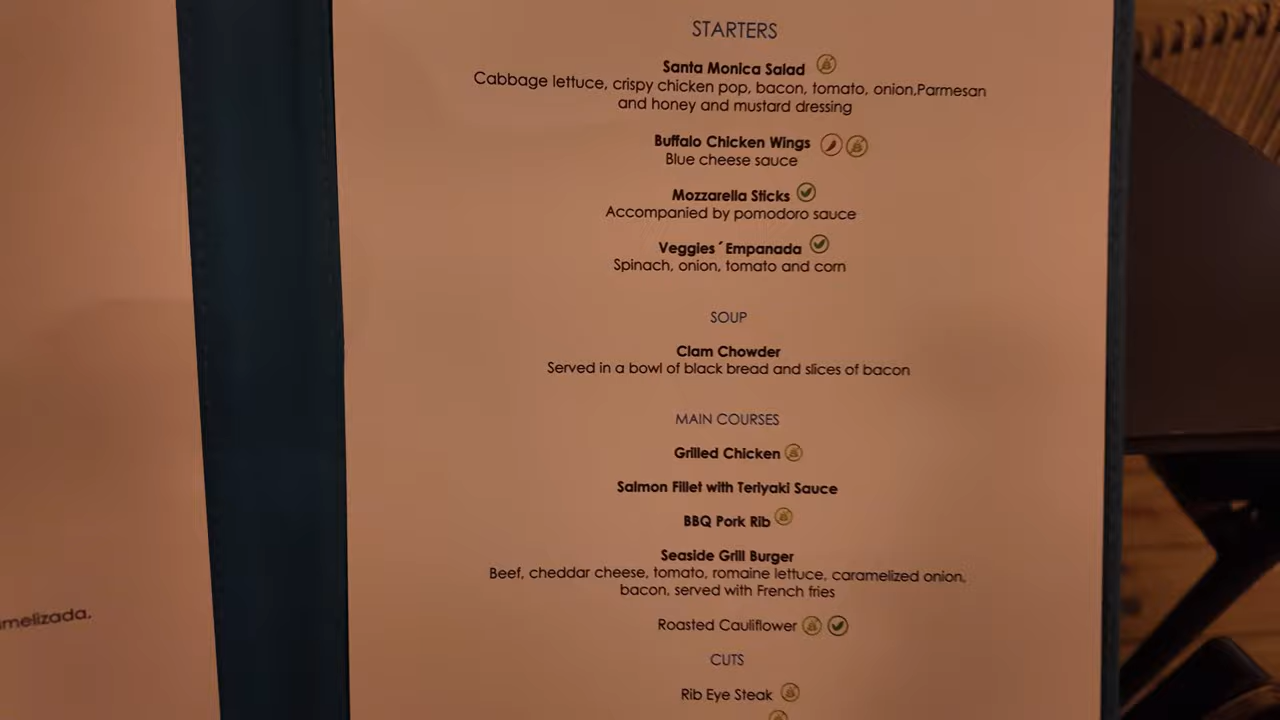 melizada.
STARTERS
Santa Monica Salad
Cabbage lettuce, crispy chicken pop, bacon, tomato, onion,Parmesan
and honey and mustard dressing
Buffalo Chicken Wings
Blue cheese sauce
Mozzarella Sticks
Accompanied by pomodoro sauce
Veggies´Empanada
Spinach, onion, tomato and corn
SOUP
Clam Chowder
Served in a bowl of black bread and slices of bacon
MAIN COURSES
Grilled Chicken
Salmon Fillet with Teriyaki Sauce
BBQ Pork Rib
Seaside Grill Burger
Beef, cheddar cheese, tomato, romaine lettuce, caramelized onion,
bacon, served with French fries
Roasted Cauliflower
CUTS
Rib Eye Steak